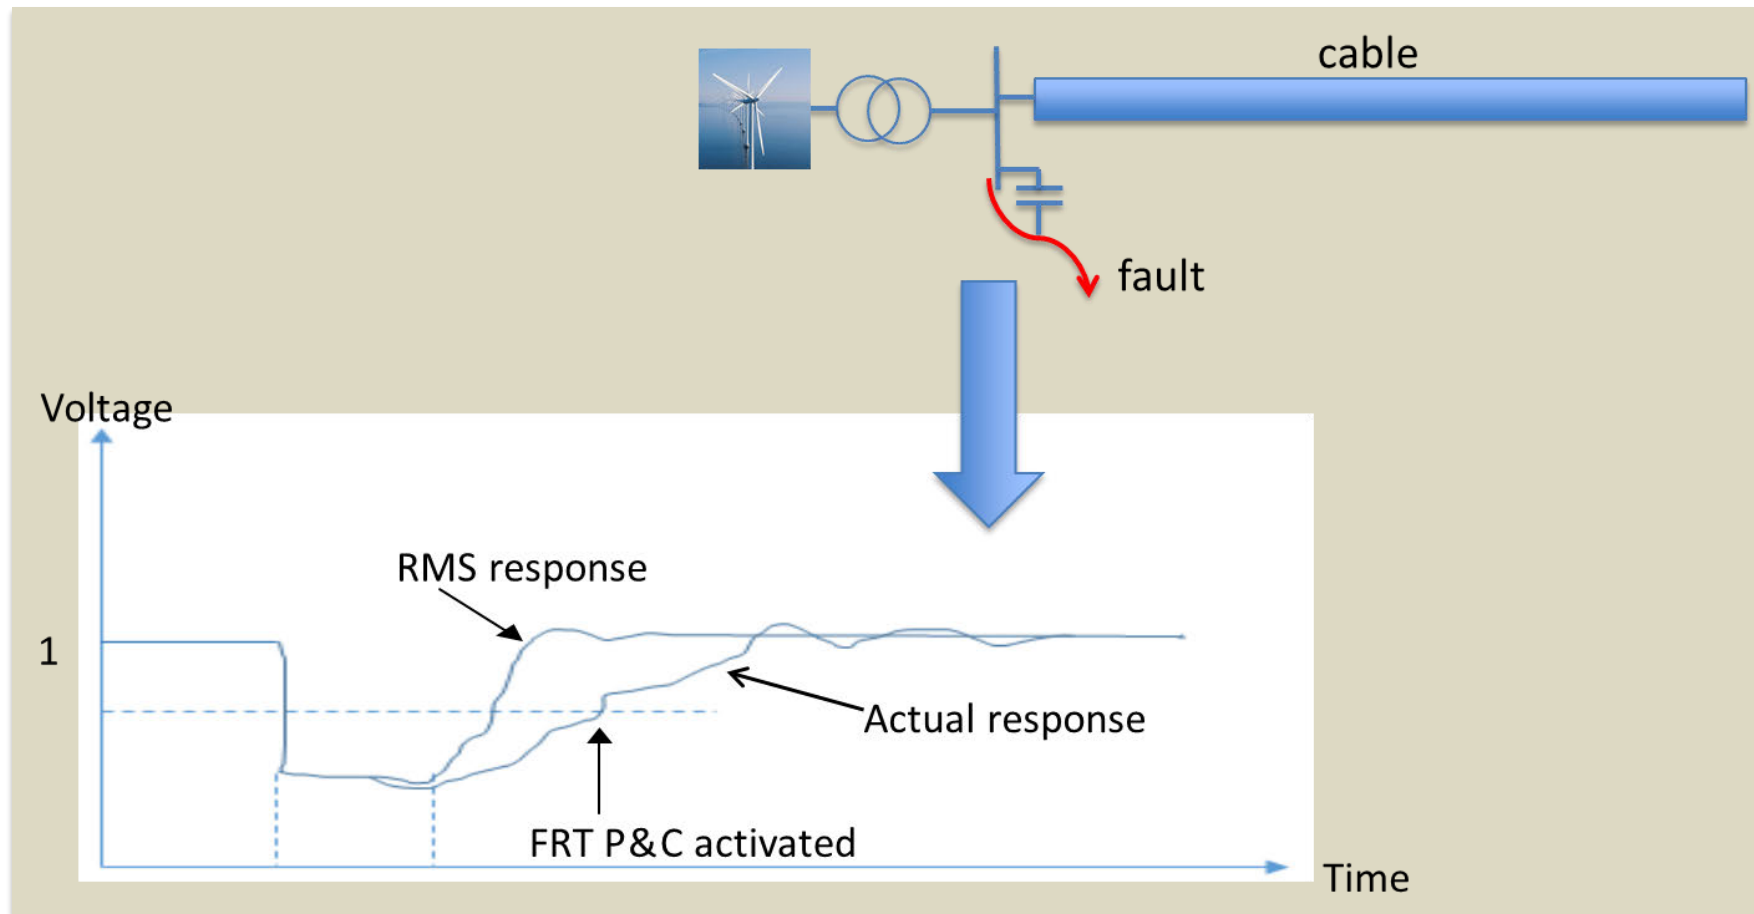 cable
fault
Voltage
RMS response
1
Actual response
FRT P&C activated
Time